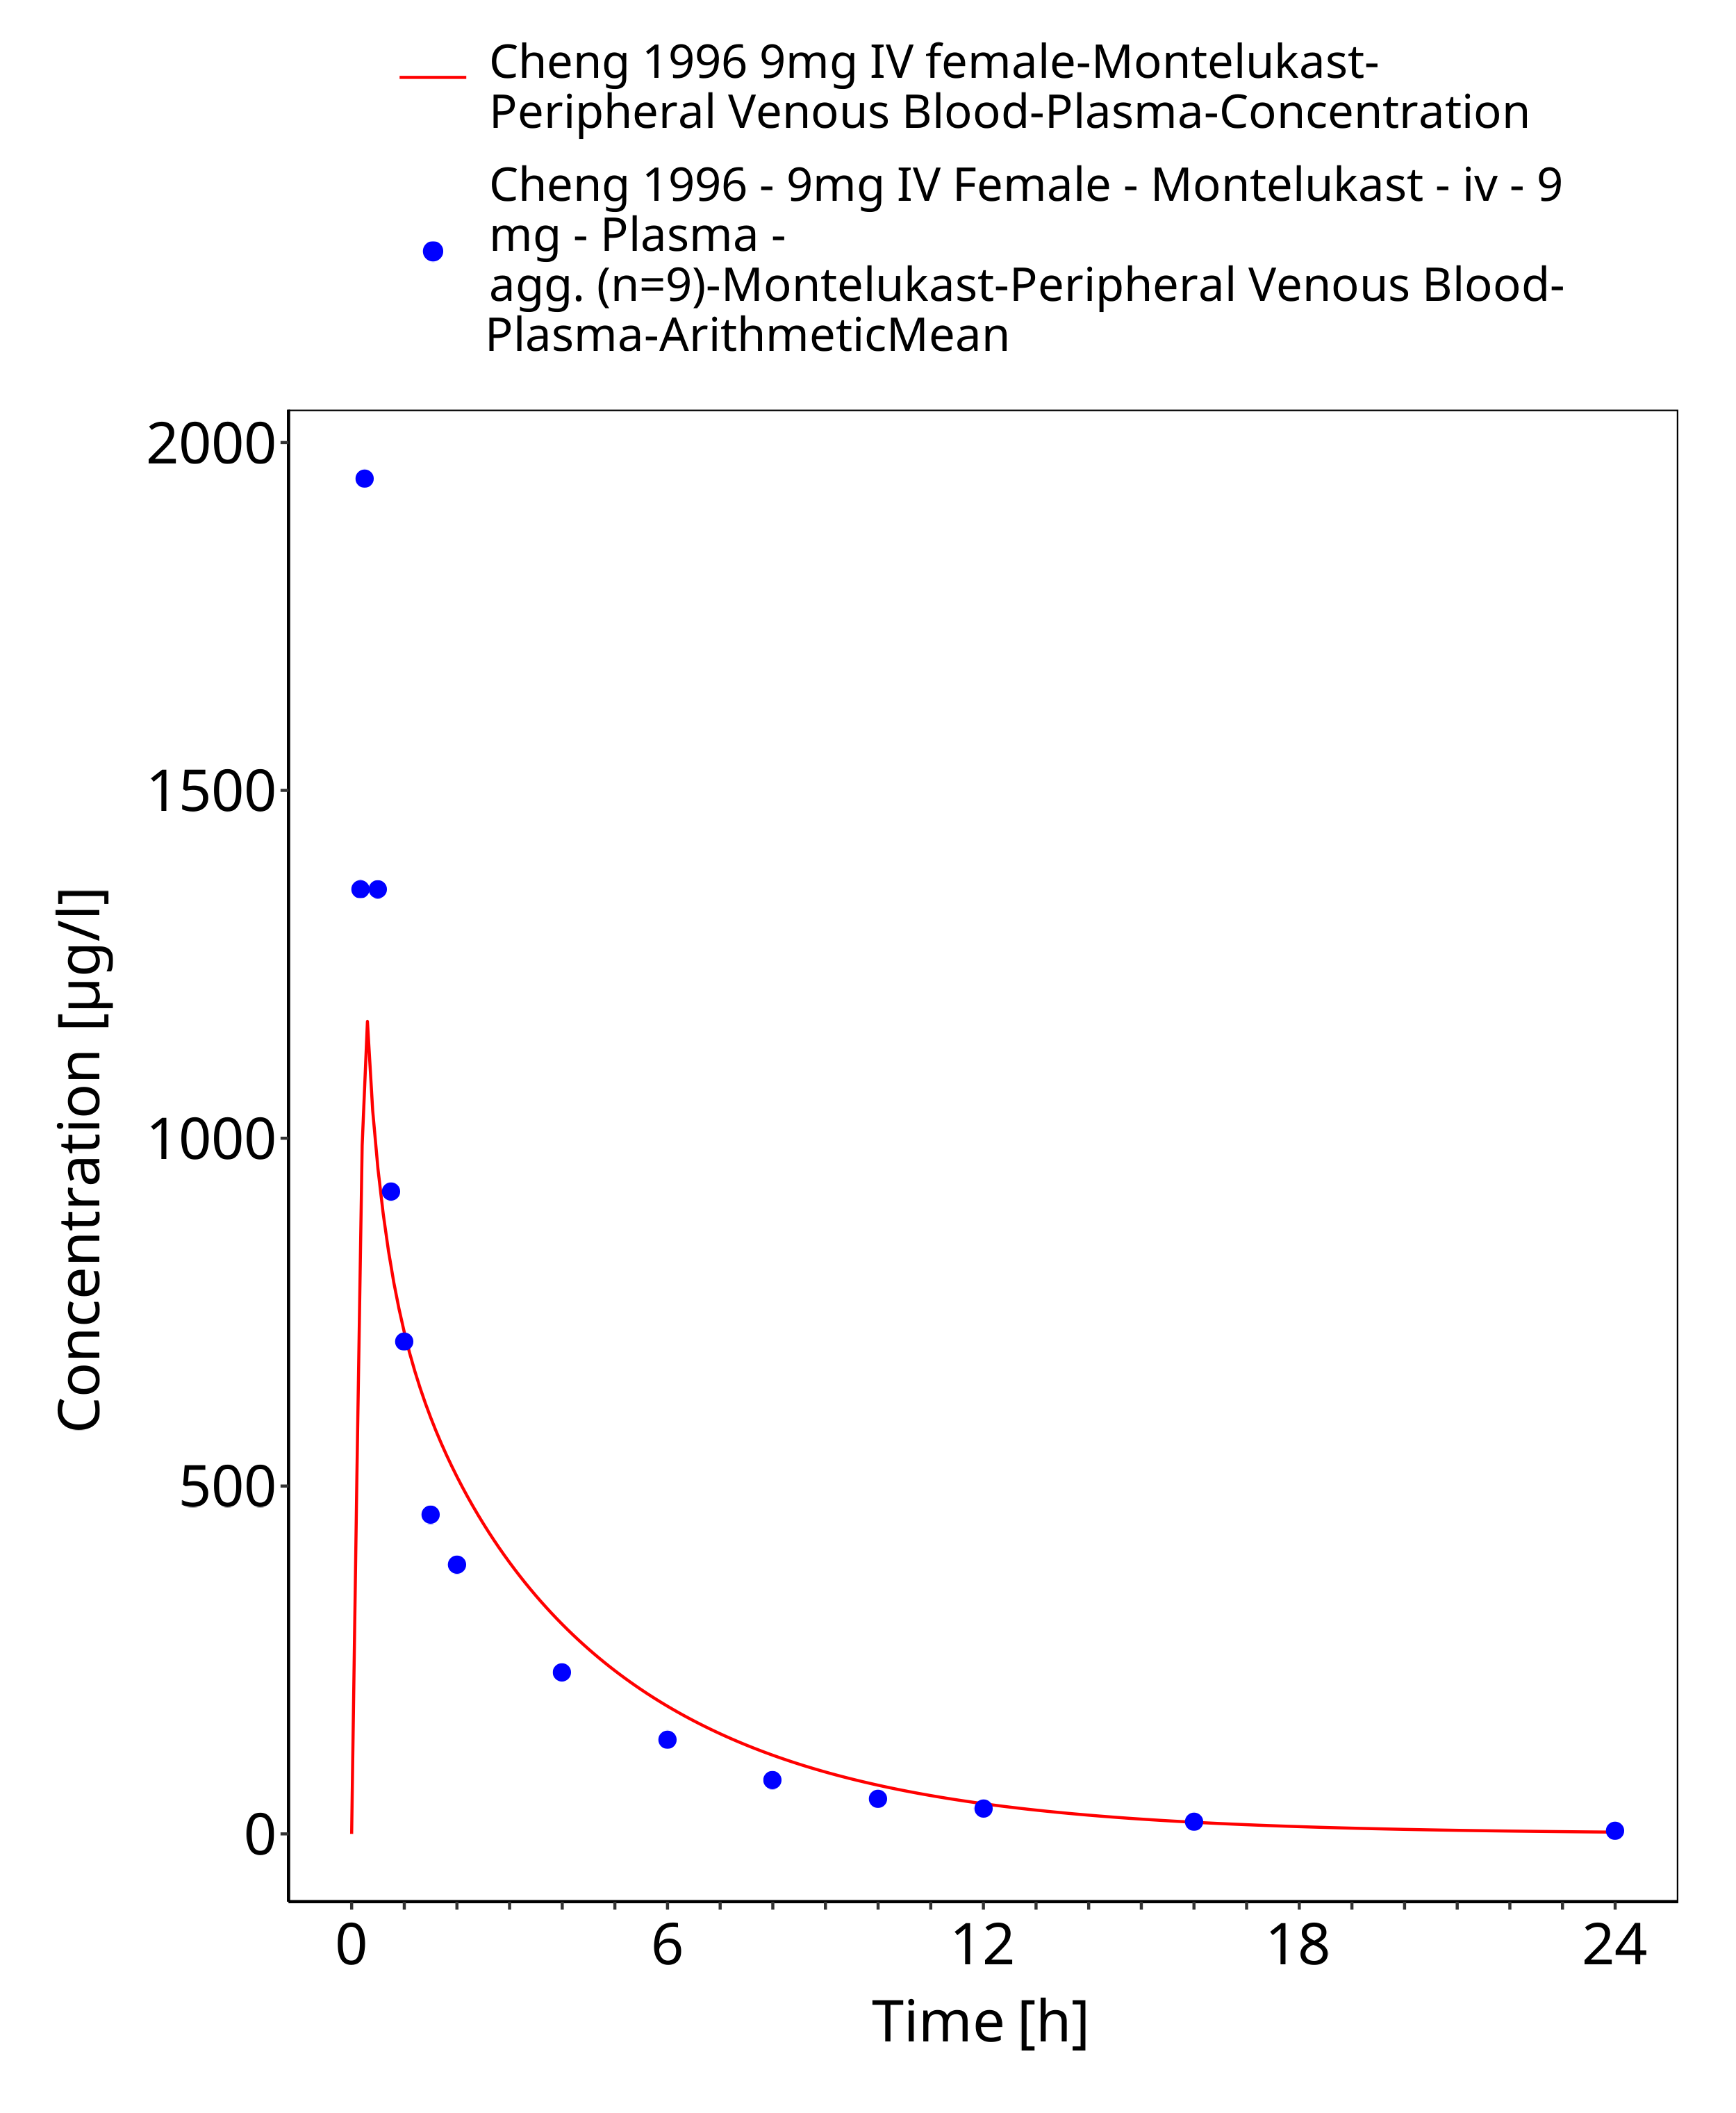 Cheng 1996 9mg IV female-Montelukast-
Peripheral Venous Blood-Plasma-Concentration
Cheng 1996 - 9mg IV Female - Montelukast - iv - 9
mg - Plasma -
agg. (n=9)-Montelukast-Peripheral Venous Blood-
Plasma-ArithmeticMean
2000
1500
1000
500
0
Concentration [µg/l]
0 6 12 18 24
Time [h]